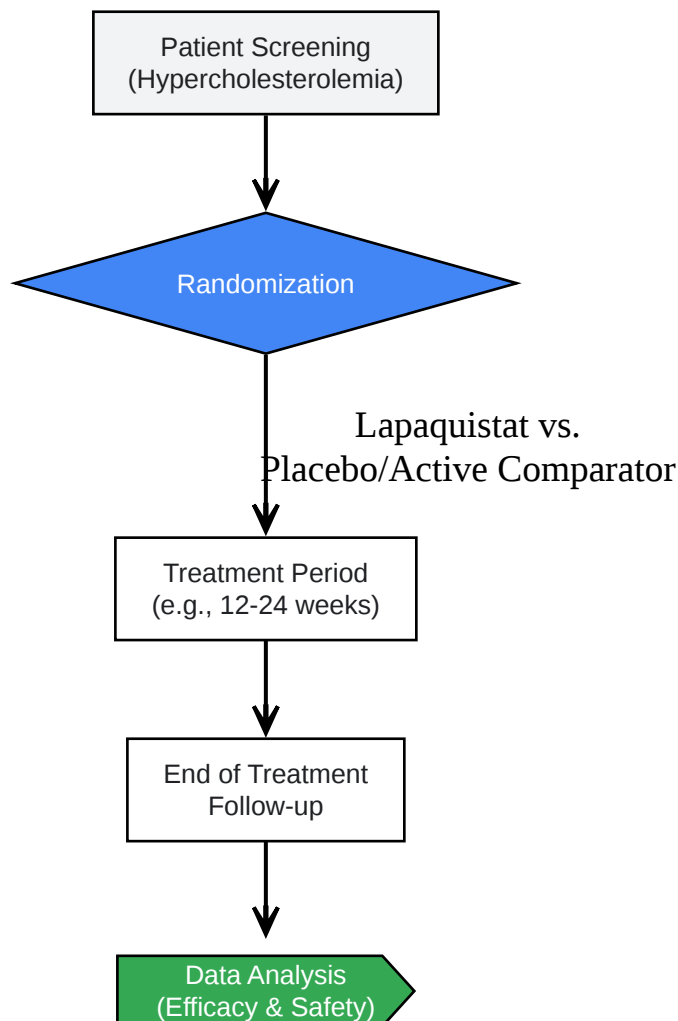 Patient Screening
(Hypercholesterolemia)
Randomization
Lapaquistat vs.
Placebo/Active Comparator
Treatment Period
(e.g., 12-24 weeks)
End of Treatment
Follow-up
Data Analysis
(Efficacy & Safety)